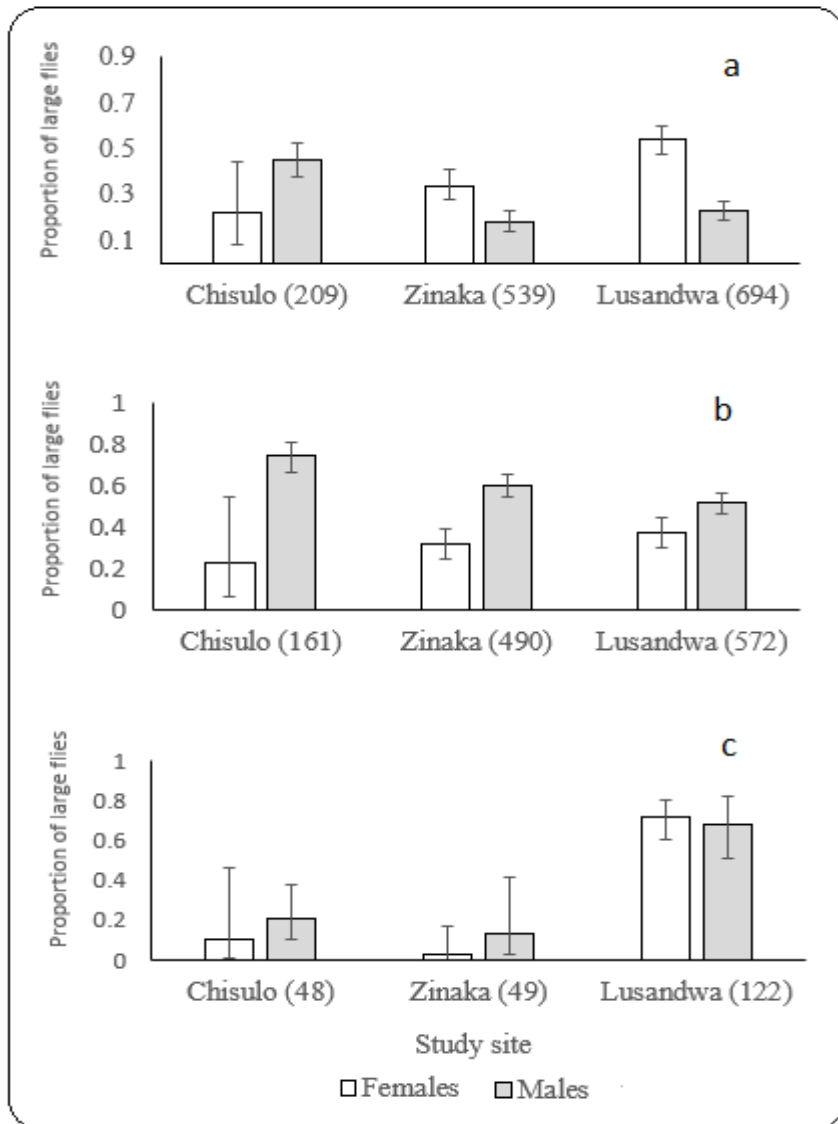 a
Proportion of large flies
0.9
0.7
0.5
0.3
0.1
Chisulo (209) Zinaka (539) Lusandwa (694)
b
Proportion of large flies
1
0.8
0.6
0.4
0.2
0
Chisulo (161) Zinaka (490) Lusandwa (572)
c
Proportion of large flies
1
0.8
0.6
0.4
0.2
0
Chisulo (48) Zinaka (49) Lusandwa (122)
Study site
Females Males